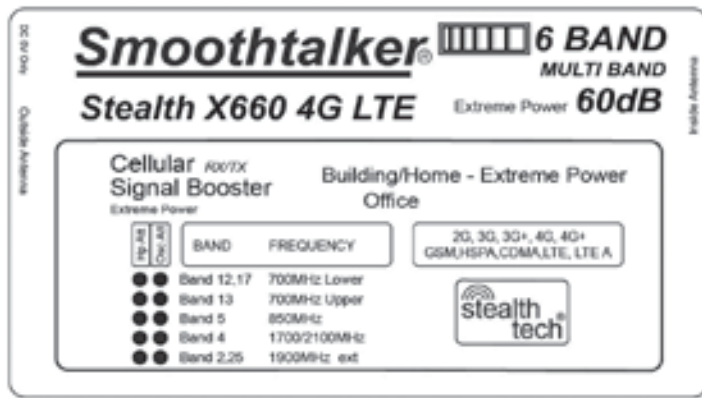 Smoothtalker® 6 BAND
MULTI BAND
Stealth X660 4G LTE Extreme Power 60dB
Outside Antenna
Inside Antenna
Cellular RX/TX
Signal Booster
Extreme Power
Building/Home - Extreme Power
Office
BAND FREQUENCY
2G, 3G, 3G+, 4G, 4G+
GSM,HSPA,CDMA,LTE, LTE A
Band 12,17 700MHz Lower
Band 13 700MHz Upper
Band 5 850MHz
Band 4 1700/2100MHz
Band 2,25 1900MHz ext
stealth
tech®